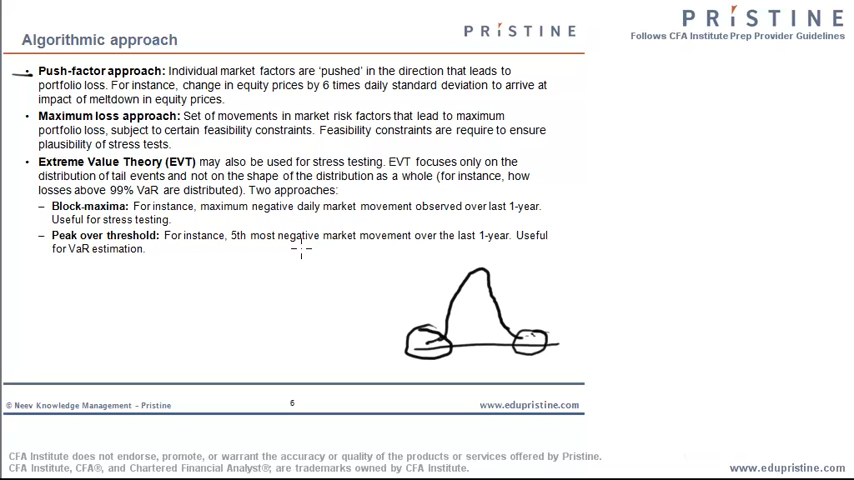 PRISTINE
Follows CFA Institute Prep Provider Guidelines
Algorithmic approach
PRISTINE
• Push-factor approach: Individual market factors are ‘pushed’ in the direction that leads to
portfolio loss. For instance, change in equity prices by 6 times daily standard deviation to arrive at
impact of meltdown in equity prices.
• Maximum loss approach: Set of movements in market risk factors that lead to maximum
portfolio loss, subject to certain feasibility constraints. Feasibility constraints are require to ensure
plausibility of stress tests.
• Extreme Value Theory (EVT) may also be used for stress testing. EVT focuses only on the
distribution of tail events and not on the shape of the distribution as a whole (for instance, how
losses above 99% VaR are distributed). Two approaches:
– Block-maxima: For instance, maximum negative daily market movement observed over last 1-year.
Useful for stress testing.
– Peak over threshold: For instance, 5th most negative market movement over the last 1-year. Useful
for VaR estimation.
© Neev Knowledge Management – Pristine
6
www.edupristine.com
CFA Institute does not endorse, promote, or warrant the accuracy or quality of the products or services offered by Pristine.
CFA Institute, CFA®, and Chartered Financial Analyst®; are trademarks owned by CFA Institute.
www.edupristine.com